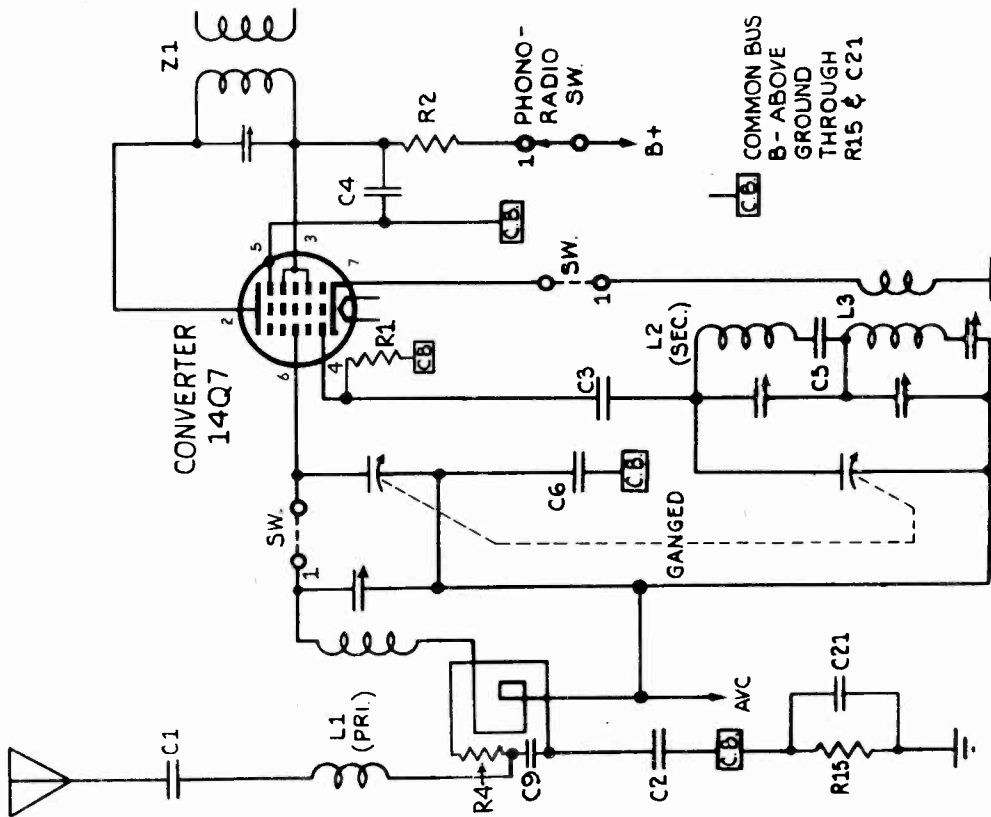 Z1
CONVERTER
14Q7
2
5
3
6
4
7
C4
R2
1
PHONO-
RADIO
SW.
B+
C.B.
C.B.
COMMON BUS
B- ABOVE
GROUND
THROUGH
R15 & C21
R1
CB
SW.
1
SW.
1
C3
L2
(SEC.)
C5
L3
C6
C.B.
GANGED
C1
L1
(PRI.)
R4
C9
C2
C.B.
AVC
R15
C21